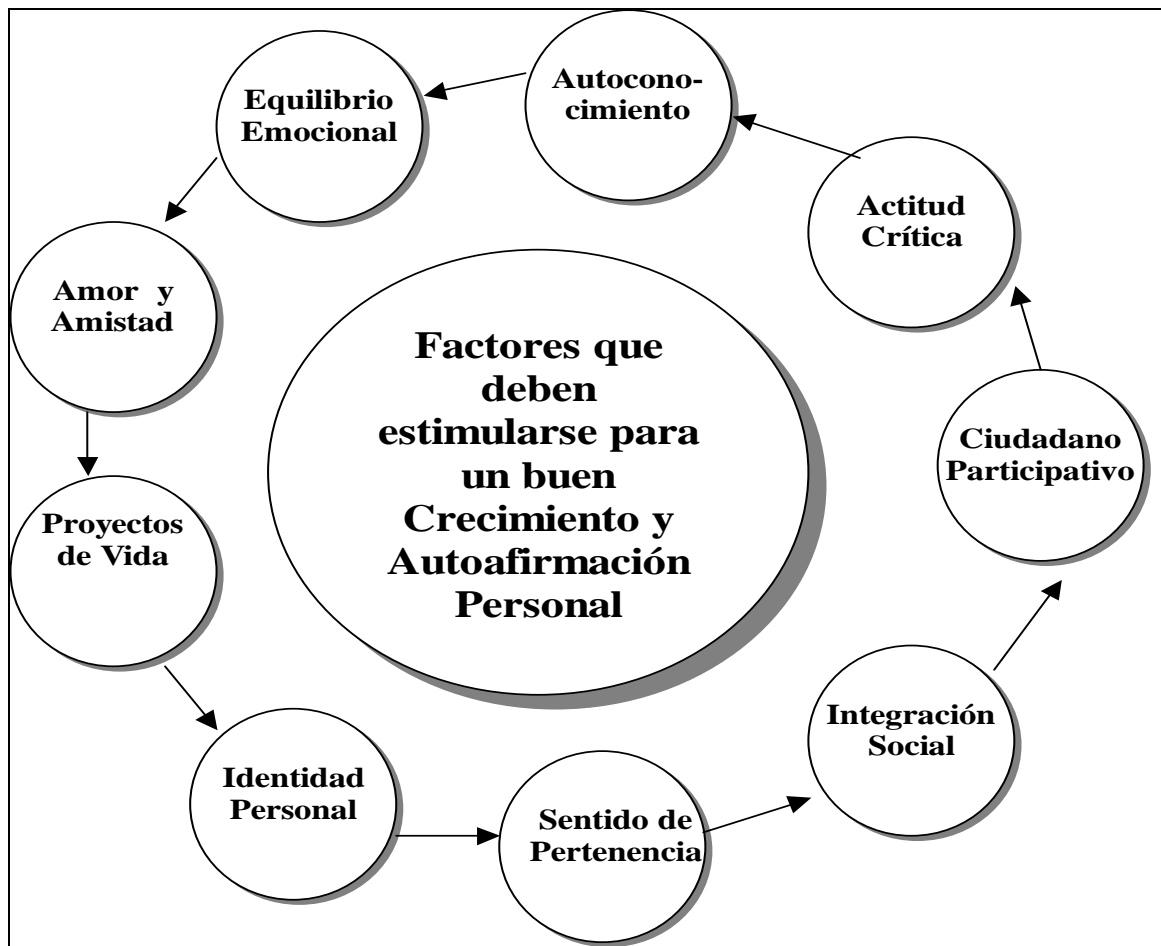 Autocono-
cimiento
Equilibrio
Emocional
Actitud
Crítica
Amor y
Amistad
Factores que
deben
estimularse para
un buen
Crecimiento y
Autoafirmación
Personal
Ciudadano
Participativo
Proyectos
de Vida
Integración
Social
Identidad
Personal
Sentido de
Pertenencia